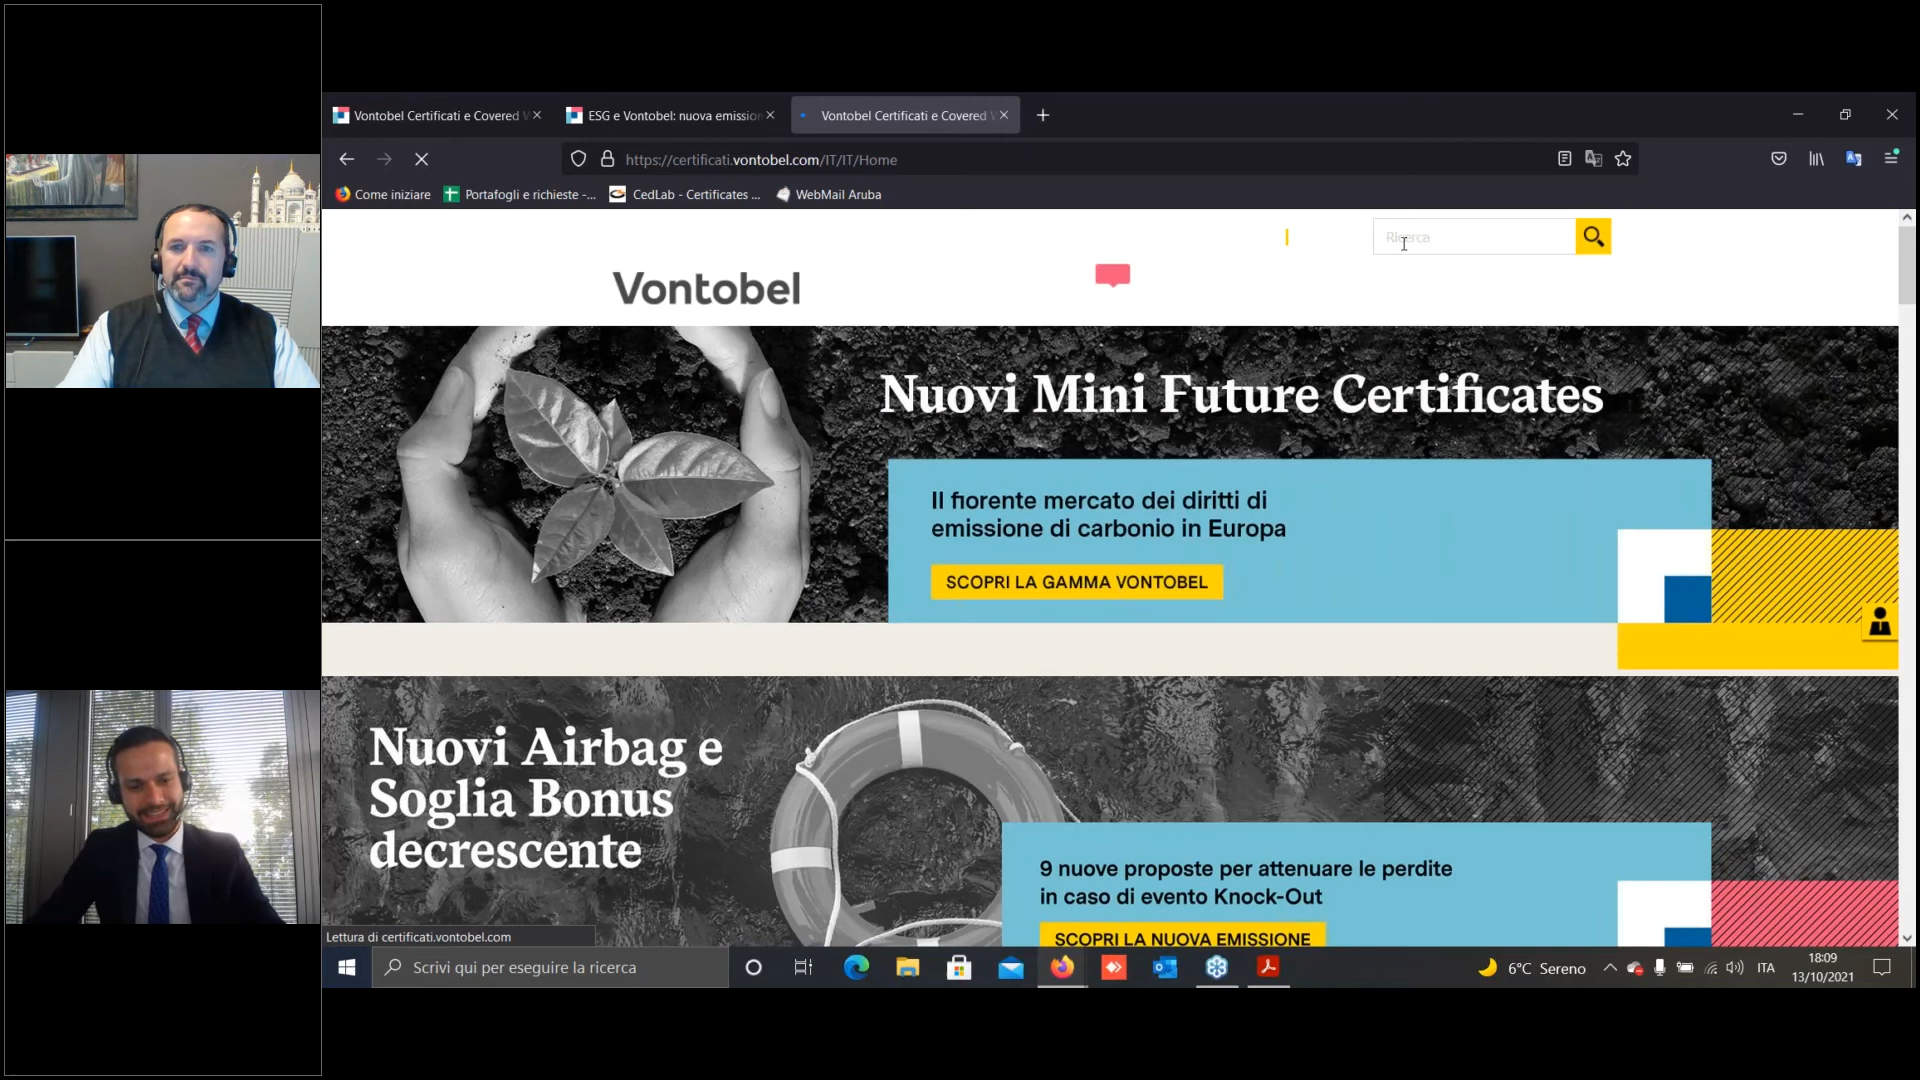 Vontobel Certificati e Covered W
ESG e Vontobel: nuova emission
Vontobel Certificati e Covered W
https://certificati.vontobel.com/IT/IT/Home
Come iniziare
Portafogli e richieste -...
CedLab - Certificates ...
WebMail Aruba
Ricerca
Vontobel
Nuovi Mini Future Certificates
Il fiorente mercato dei diritti di
emissione di carbonio in Europa
SCOPRI LA GAMMA VONTOBEL
Nuovi Airbag e
Soglia Bonus
decrescente
9 nuove proposte per attenuare le perdite
in caso di evento Knock-Out
SCOPRI LA NUOVA EMISSIONE
Lettura di certificati.vontobel.com
Scrivi qui per eseguire la ricerca
6°C Sereno
ITA
18:09
13/10/2021